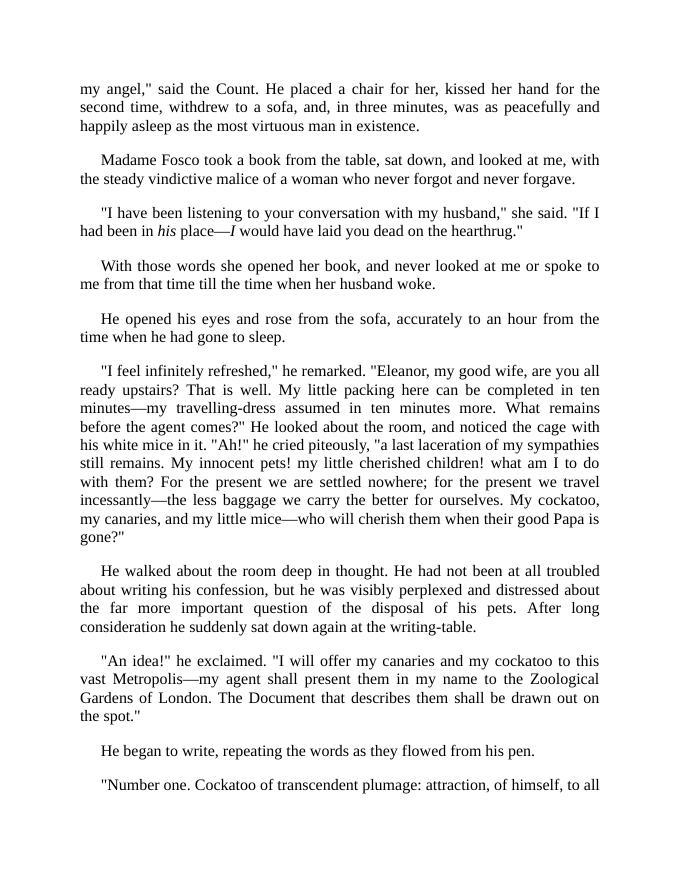 my angel," said the Count. He placed a chair for her, kissed her hand for the
second time, withdrew to a sofa, and, in three minutes, was as peacefully and
happily asleep as the most virtuous man in existence.
Madame Fosco took a book from the table, sat down, and looked at me, with
the steady vindictive malice of a woman who never forgot and never forgave.
"I have been listening to your conversation with my husband," she said. "If I
had been in his place—I would have laid you dead on the hearthrug."
With those words she opened her book, and never looked at me or spoke to
me from that time till the time when her husband woke.
He opened his eyes and rose from the sofa, accurately to an hour from the
time when he had gone to sleep.
"I feel infinitely refreshed," he remarked. "Eleanor, my good wife, are you all
ready upstairs? That is well. My little packing here can be completed in ten
minutes—my travelling-dress assumed in ten minutes more. What remains
before the agent comes?" He looked about the room, and noticed the cage with
his white mice in it. "Ah!" he cried piteously, "a last laceration of my sympathies
still remains. My innocent pets! my little cherished children! what am I to do
with them? For the present we are settled nowhere; for the present we travel
incessantly—the less baggage we carry the better for ourselves. My cockatoo,
my canaries, and my little mice—who will cherish them when their good Papa is
gone?"
He walked about the room deep in thought. He had not been at all troubled
about writing his confession, but he was visibly perplexed and distressed about
the far more important question of the disposal of his pets. After long
consideration he suddenly sat down again at the writing-table.
"An idea!" he exclaimed. "I will offer my canaries and my cockatoo to this
vast Metropolis—my agent shall present them in my name to the Zoological
Gardens of London. The Document that describes them shall be drawn out on
the spot."
He began to write, repeating the words as they flowed from his pen.
"Number one. Cockatoo of transcendent plumage: attraction, of himself, to all